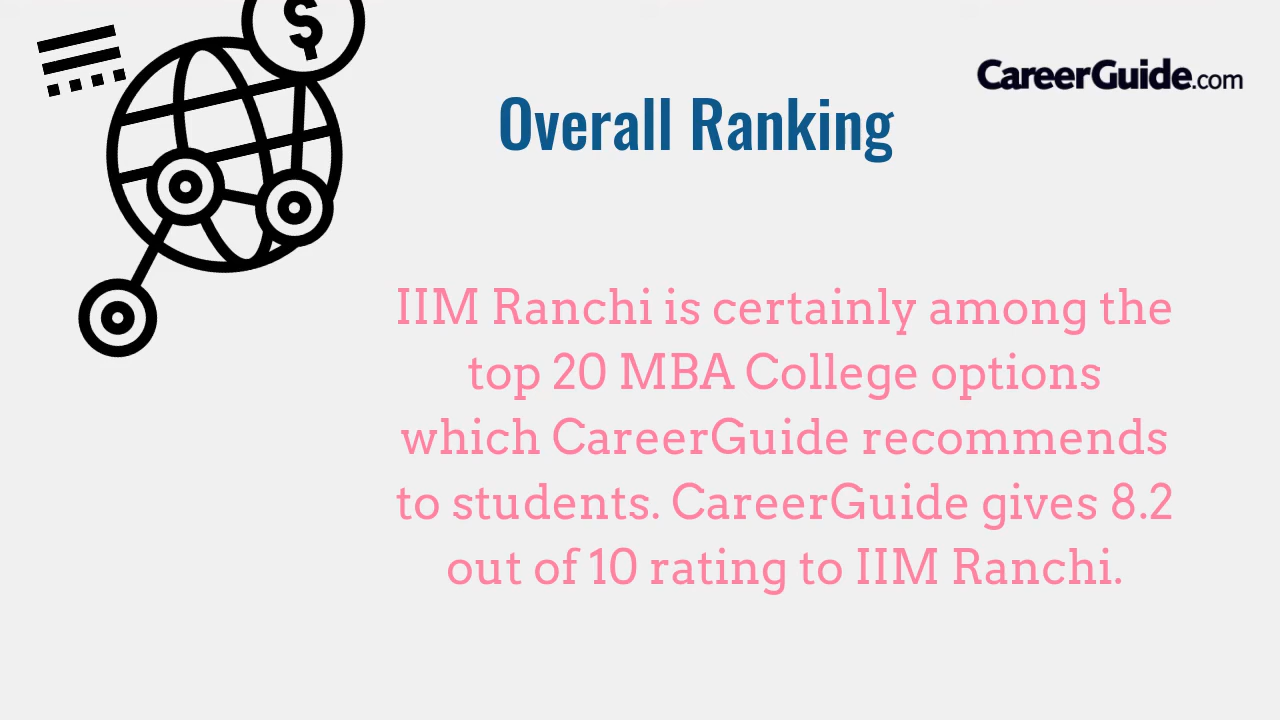 CareerGuide.com
Overall Ranking
IIM Ranchi is certainly among the
top 20 MBA College options
which CareerGuide recommends
to students. CareerGuide gives 8.2
out of 10 rating to IIM Ranchi.